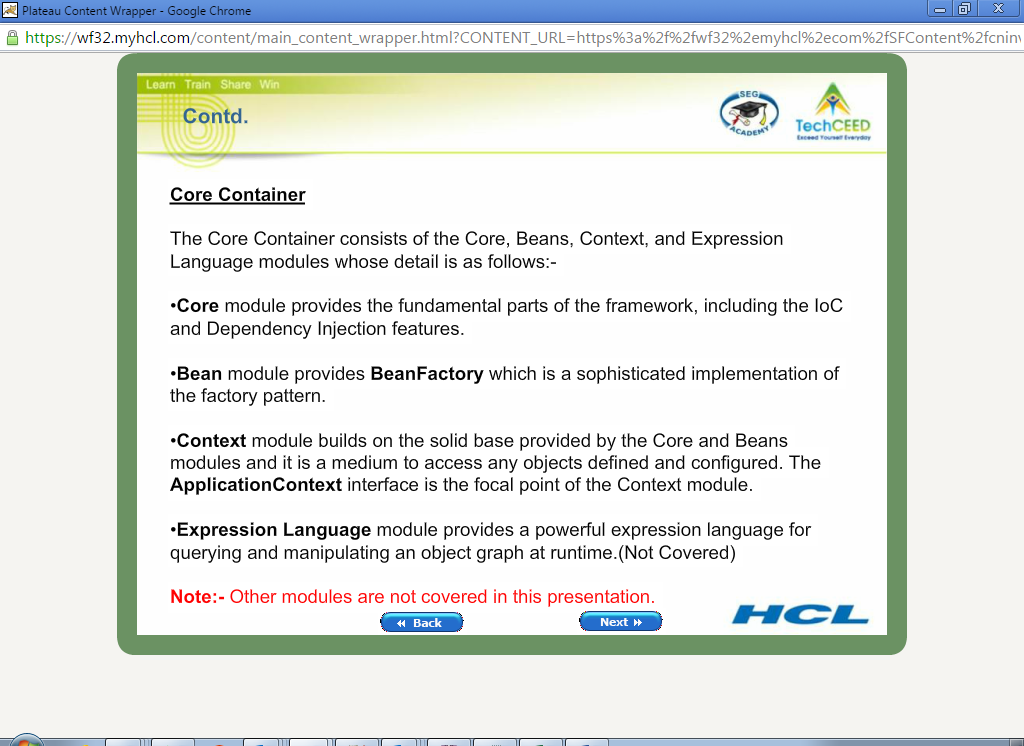 Plateau Content Wrapper - Google Chrome
https://wf32.myhcl.com/content/main_content_wrapper.html?CONTENT_URL=https%3a%2f%2fwf32%2emyhcl%2ecom%2fSFContent%2fcninv
Learn Train Share Win
Contd.
SEG
ACADEMY
TechCEED
Exceed Yourself Everyday
Core Container
The Core Container consists of the Core, Beans, Context, and Expression
Language modules whose detail is as follows:-
•Core module provides the fundamental parts of the framework, including the IoC
and Dependency Injection features.
•Bean module provides BeanFactory which is a sophisticated implementation of
the factory pattern.
•Context module builds on the solid base provided by the Core and Beans
modules and it is a medium to access any objects defined and configured. The
ApplicationContext interface is the focal point of the Context module.
•Expression Language module provides a powerful expression language for
querying and manipulating an object graph at runtime.(Not Covered)
Note:- Other modules are not covered in this presentation.
Back
Next
HCL